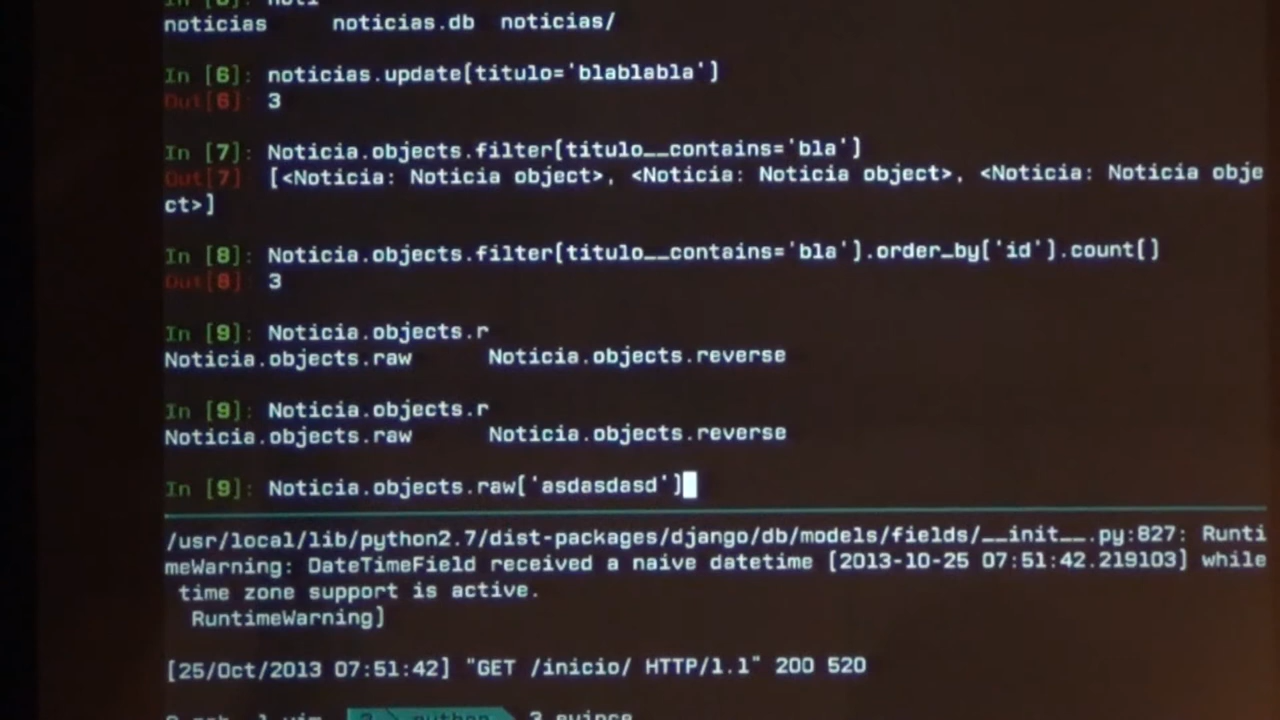 noticias noticias.db noticias/
In [6]: noticias.update(titulo='blablabla')
Out[6]: 3
In [7]: Noticia.objects.filter(titulo__contains='bla')
Out[7] [<Noticia: Noticia object>, <Noticia: Noticia object>, <Noticia: Noticia obje
ct>]
In [8]: Noticia.objects.filter(titulo__contains='bla').order_by('id').count()
Out[8] 3
In [9]: Noticia.objects.r
Noticia.objects.raw Noticia.objects.reverse
In [9]: Noticia.objects.r
Noticia.objects.raw Noticia.objects.reverse
In [9]: Noticia.objects.raw('asdasdasd')
/usr/local/lib/python2.7/dist-packages/django/db/models/fields/__init__.py:827: Runti
meWarning: DateTimeField received a naive datetime (2013-10-25 07:51:42.219103) while
time zone support is active.
RuntimeWarning)
[25/Oct/2013 07:51:42] "GET /inicio/ HTTP/1.1" 200 520